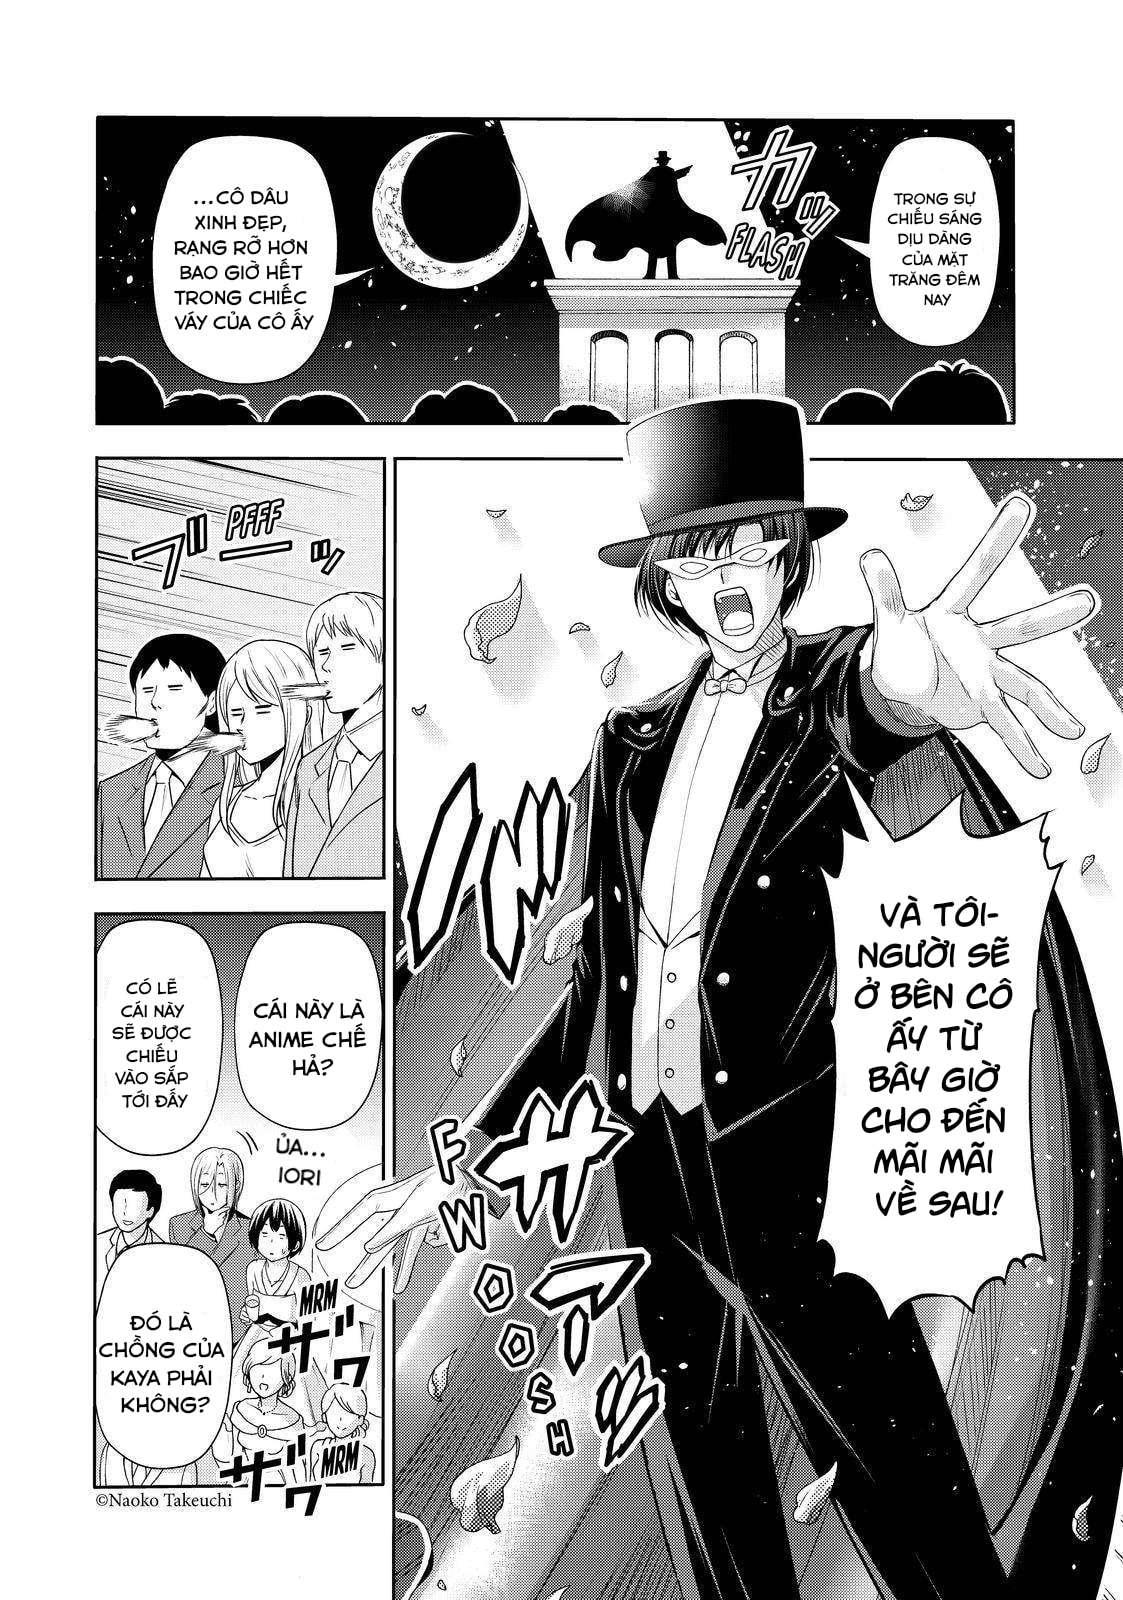 TRONG SỰ
CHIẾU SÁNG
DỊU DÀNG
CỦA MẶT
TRĂNG ĐÊM
NAY
カッ
FLASH
...CÔ DÂU
XINH ĐẸP,
RẠNG RỠ HƠN
BAO GIỜ HẾT
TRONG CHIẾC
VÁY CỦA CÔ ẤY
VÀ TÔI-
NGƯỜI SẼ
Ở BÊN CÔ
ẤY TỪ
BÂY GIỜ
CHO ĐẾN
MÃI MÃI
VỀ SAU!
FWOOSH
PFFF
ブッ
CÁI NÀY LÀ
ANIME CHẾ
HẢ?
CÓ LẼ
CÁI NÀY
SẼ ĐƯỢC
CHIẾU
VÀO SẮP
TỚI ĐẤY
ỦA...
IORI
ĐÓ LÀ
CHỒNG CỦA
KAYA PHẢI
KHÔNG?
MRM
ザワ
ザワ
MRM
©Naoko Takeuchi